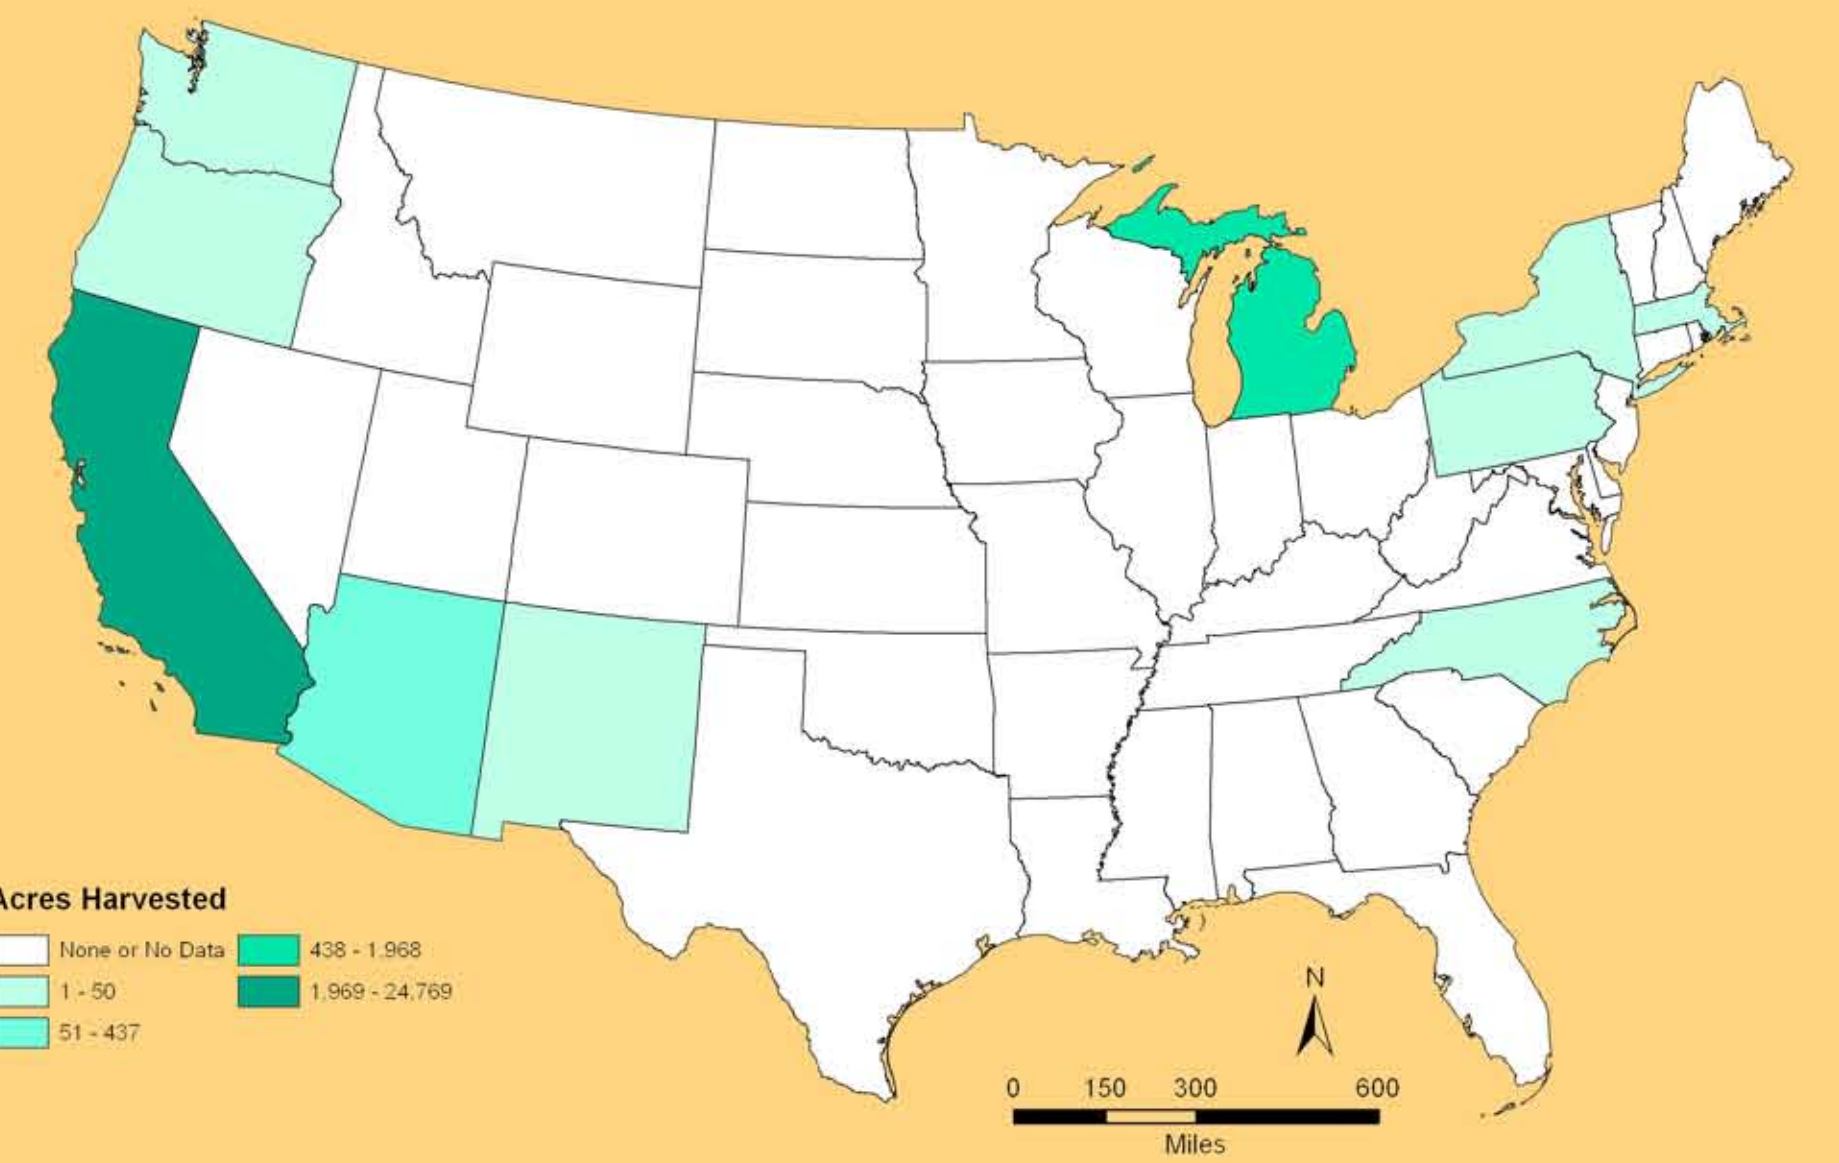 Acres Harvested
None or No Data
1 - 50
51 - 437
438 - 1.968
1,969 - 24,769
N
0 150 300 600
Miles